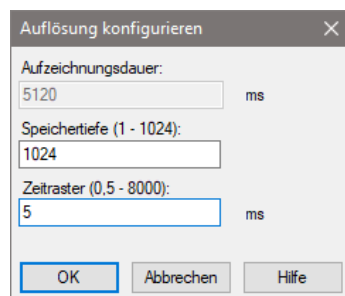 Auflösung konfigurieren
Aufzeichnungsdauer:
5120 ms
Speichertiefe (1 - 1024):
1024
Zeitraster (0,5 - 8000):
5 ms
OK Abbrechen Hilfe